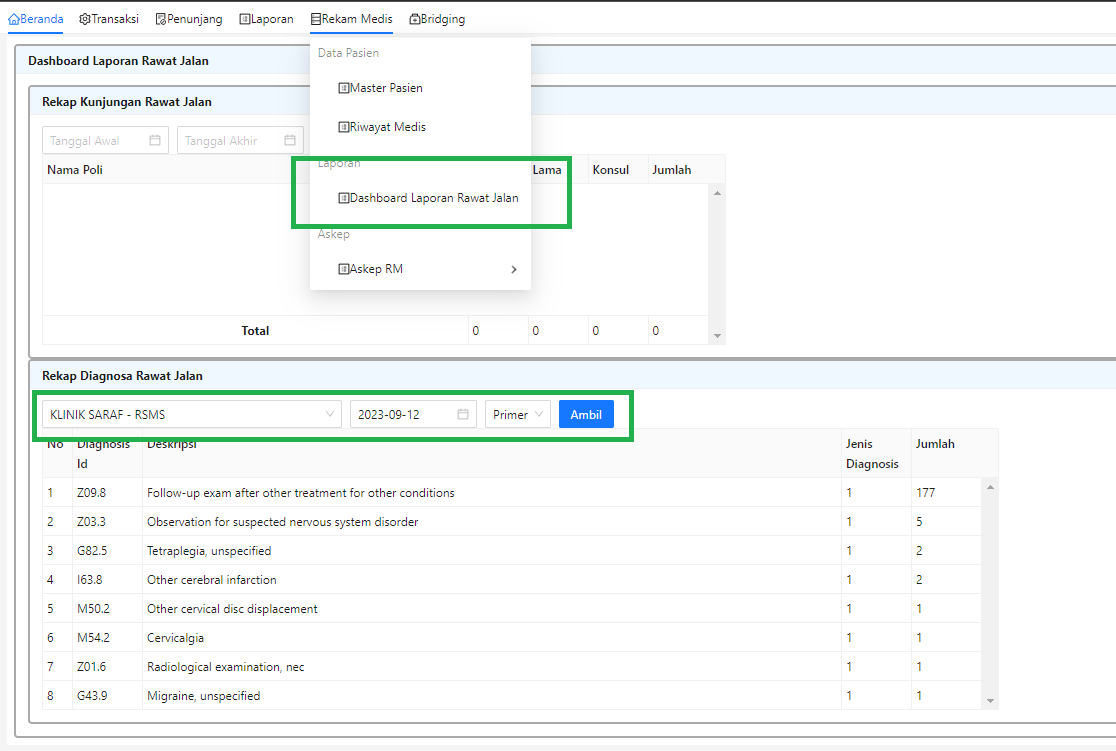 Beranda Transaksi Penunjang Laporan Rekam Medis Bridging
Data Pasien
Master Pasien
Riwayat Medis
Laporan
Dashboard Laporan Rawat Jalan
Askep
Askep RM
Dashboard Laporan Rawat Jalan
Rekap Kunjungan Rawat Jalan
Tanggal Awal Tanggal Akhir
Nama Poli Lama Konsul Jumlah
Total 0 0 0 0
Rekap Diagnosa Rawat Jalan
KLINIK SARAF - RSMS 2023-09-12 Primer Ambil
No Diagnosis Id Deskripsi Jenis Diagnosis Jumlah
1 Z09.8 Follow-up exam after other treatment for other conditions 1 177
2 Z03.3 Observation for suspected nervous system disorder 1 5
3 G82.5 Tetraplegia, unspecified 1 2
4 I63.8 Other cerebral infarction 1 2
5 M50.2 Other cervical disc displacement 1 1
6 M54.2 Cervicalgia 1 1
7 Z01.6 Radiological examination, nec 1 1
8 G43.9 Migraine, unspecified 1 1